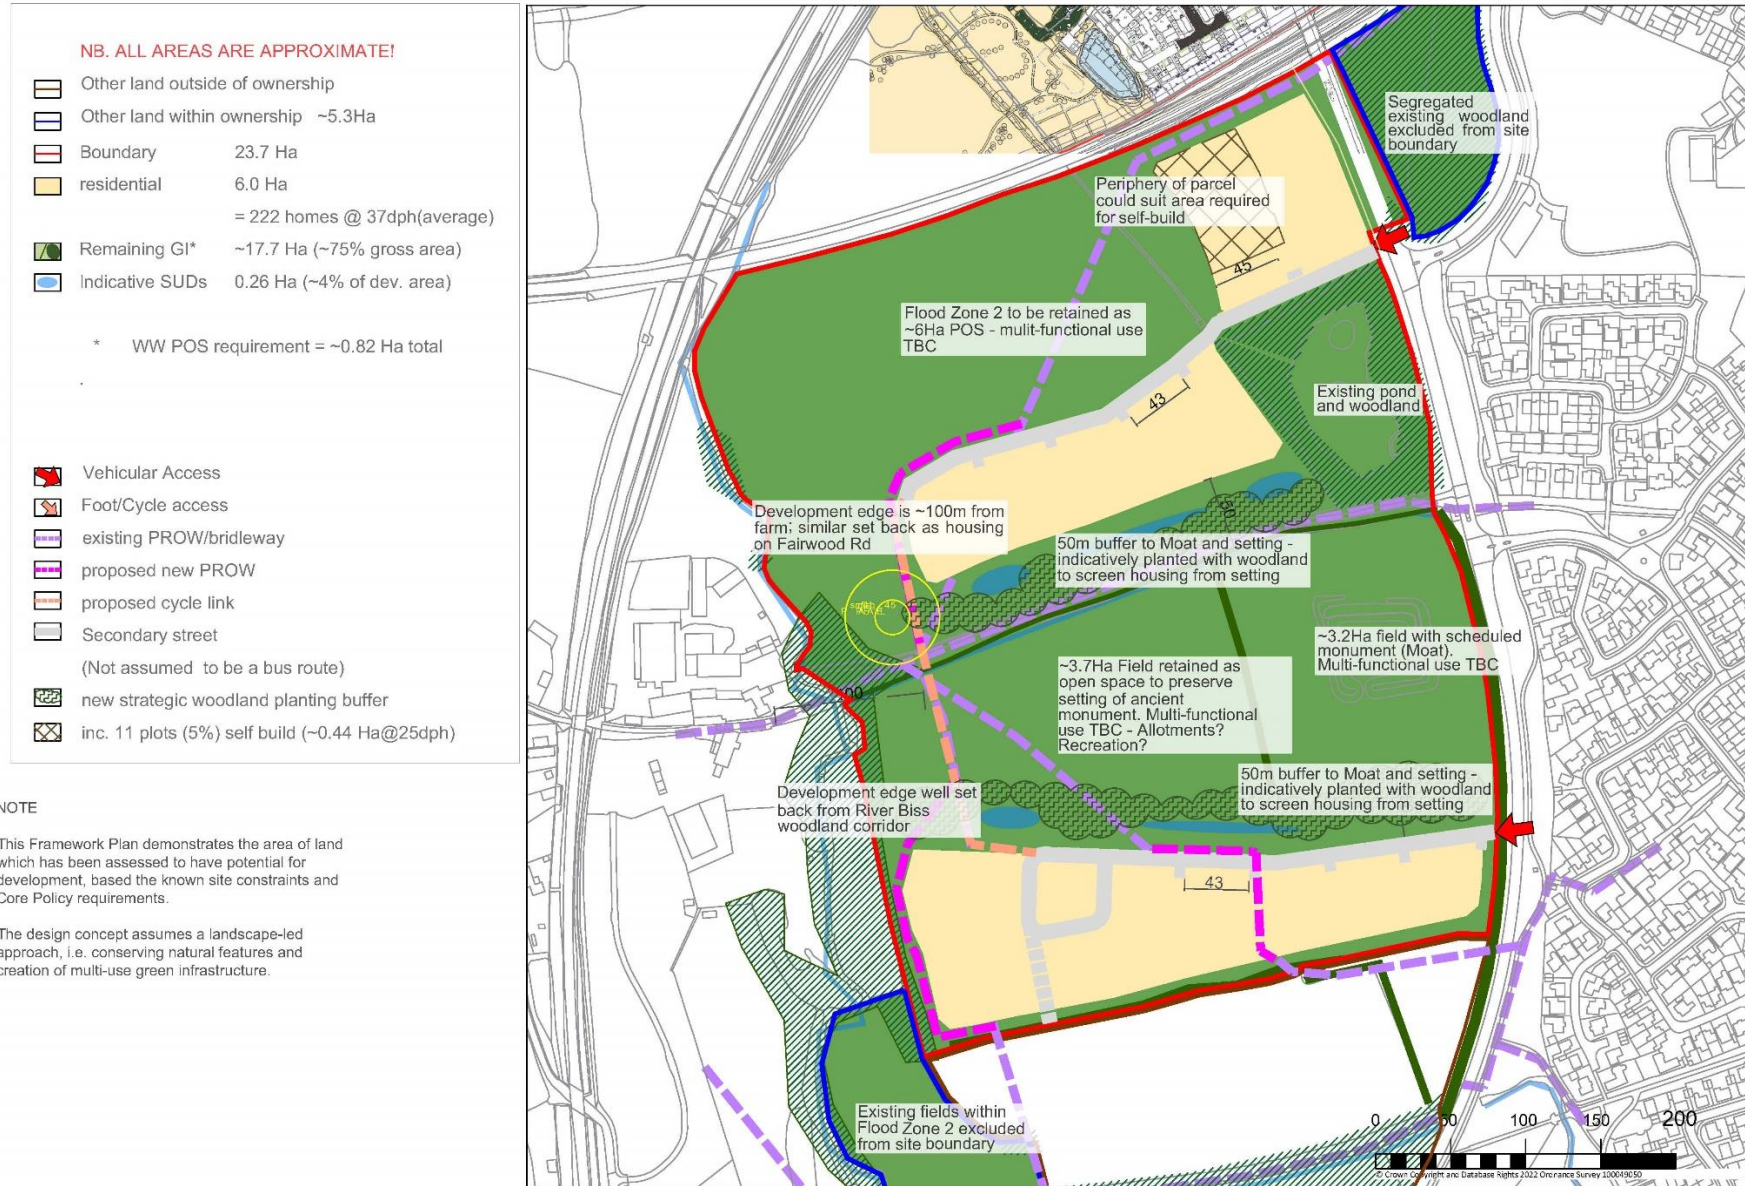 NB. ALL AREAS ARE APPROXIMATE!
Other land outside of ownership
Other land within ownership ~5.3Ha
Boundary 23.7 Ha
residential 6.0 Ha
= 222 homes @ 37dph(average)
Remaining GI* ~17.7 Ha (~75% gross area)
Indicative SUDs 0.26 Ha (~4% of dev. area)
* WW POS requirement = ~0.82 Ha total
.
Vehicular Access
Foot/Cycle access
existing PROW/bridleway
proposed new PROW
proposed cycle link
Secondary street
(Not assumed to be a bus route)
new strategic woodland planting buffer
inc. 11 plots (5%) self build (~0.44 Ha@25dph)
NOTE
This Framework Plan demonstrates the area of land
which has been assessed to have potential for
development, based the known site constraints and
Core Policy requirements.
The design concept assumes a landscape-led
approach, i.e. conserving natural features and
creation of multi-use green infrastructure.
Segregated
existing woodland
excluded from site
boundary
Periphery of parcel
could suit area required
for self-build
45
Flood Zone 2 to be retained as
~6Ha POS - mulit-functional use
TBC
43
Existing pond
and woodland
Development edge is ~100m from
farm; similar set back as housing
on Fairwood Rd
50
50m buffer to Moat and setting -
indicatively planted with woodland
to screen housing from setting
~3.2Ha field with scheduled
monument (Moat).
Multi-functional use TBC
~3.7Ha Field retained as
open space to preserve
setting of ancient
monument. Multi-functional
use TBC - Allotments?
Recreation?
100
50m buffer to Moat and setting -
indicatively planted with woodland
to screen housing from setting
Development edge well set
back from River Biss
woodland corridor
43
Existing fields within
Flood Zone 2 excluded
from site boundary
0 50 100 150 200
© Crown Copyright and Database Rights 2022 Ordnance Survey 100049050